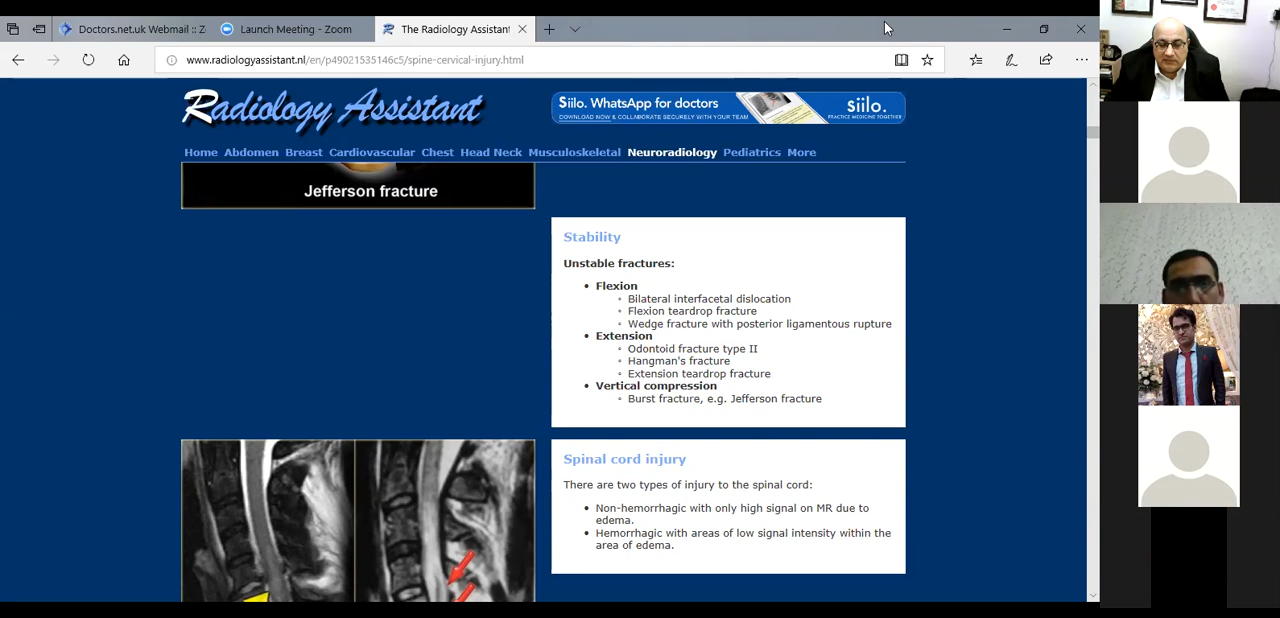 Doctors.net.uk Webmail :: Z
Launch Meeting - Zoom
The Radiology Assistant
www.radiologyassistant.nl/en/p49021535146c5/spine-cervical-injury.html
Radiology Assistant
Siilo. WhatsApp for doctors
DOWNLOAD NOW & COLLABORATE SECURELY WITH YOUR TEAM
siilo.
PRACTICE MEDICINE TOGETHER
Home Abdomen Breast Cardiovascular Chest Head Neck Musculoskeletal Neuroradiology Pediatrics More
Jefferson fracture
Stability
Unstable fractures:
• Flexion
◦ Bilateral interfacetal dislocation
◦ Flexion teardrop fracture
◦ Wedge fracture with posterior ligamentous rupture
• Extension
◦ Odontoid fracture type II
◦ Hangman's fracture
◦ Extension teardrop fracture
• Vertical compression
◦ Burst fracture, e.g. Jefferson fracture
Spinal cord injury
There are two types of injury to the spinal cord:
• Non-hemorrhagic with only high signal on MR due to
edema.
• Hemorrhagic with areas of low signal intensity within the
area of edema.